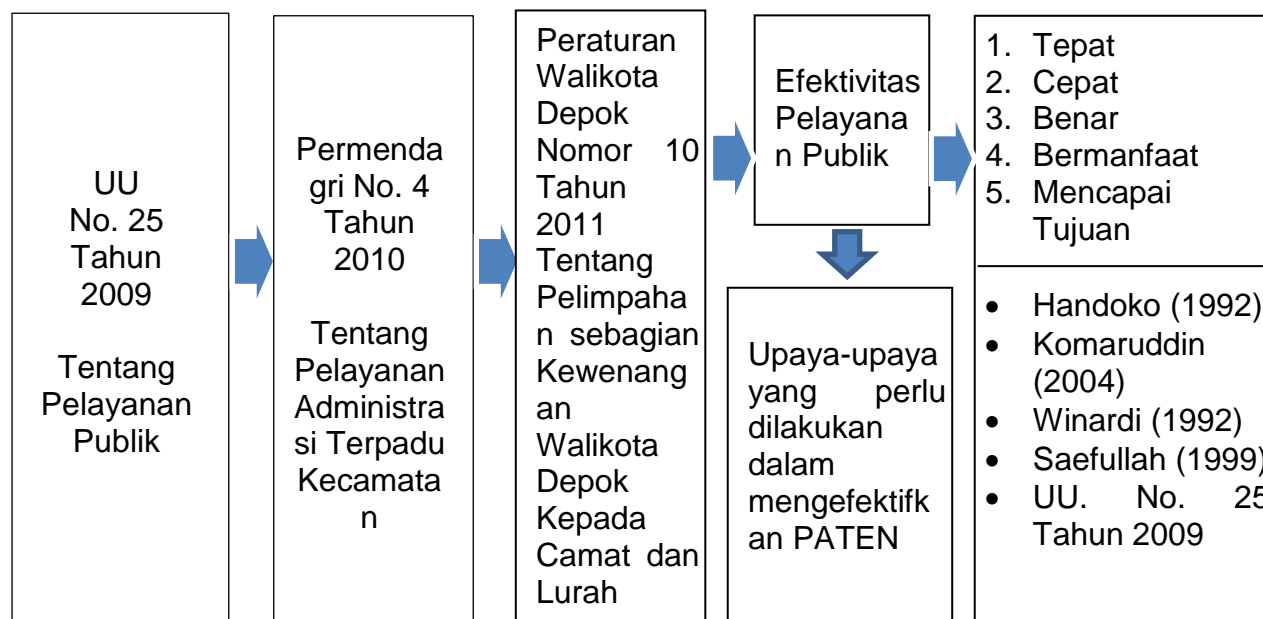 UU
No. 25
Tahun
2009
Tentang
Pelayanan
Publik
Permenda
gri No. 4
Tahun
2010
Tentang
Pelayanan
Administra
si Terpadu
Kecamata
n
Peraturan
Walikota
Depok
Nomor 10
Tahun
2011
Tentang
Pelimpaha
n sebagian
Kewenang
an
Walikota
Depok
Kepada
Camat dan
Lurah
Efektivitas
Pelayana
n Publik
Upaya-upaya
yang perlu
dilakukan
dalam
mengefektifk
an PATEN
1. Tepat
2. Cepat
3. Benar
4. Bermanfaat
5. Mencapai
Tujuan
• Handoko (1992)
• Komaruddin
(2004)
• Winardi (1992)
• Saefullah (1999)
• UU. No. 25
Tahun 2009